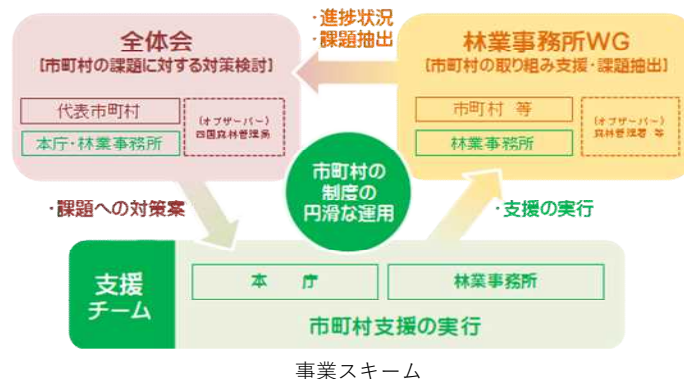 全体会
[市町村の課題に対する対策検討]
代表市町村
本庁・林業事務所
(オブザーバー)
四国森林管理局
・進捗状況
・課題抽出
林業事務所WG
[市町村の取り組み支援・課題抽出]
市町村 等
林業事務所
(オブザーバー)
森林管理署 等
市町村の
制度の
円滑な運用
・課題への対策案
・支援の実行
支援
チーム
本 庁
林業事務所
市町村支援の実行
事業スキーム